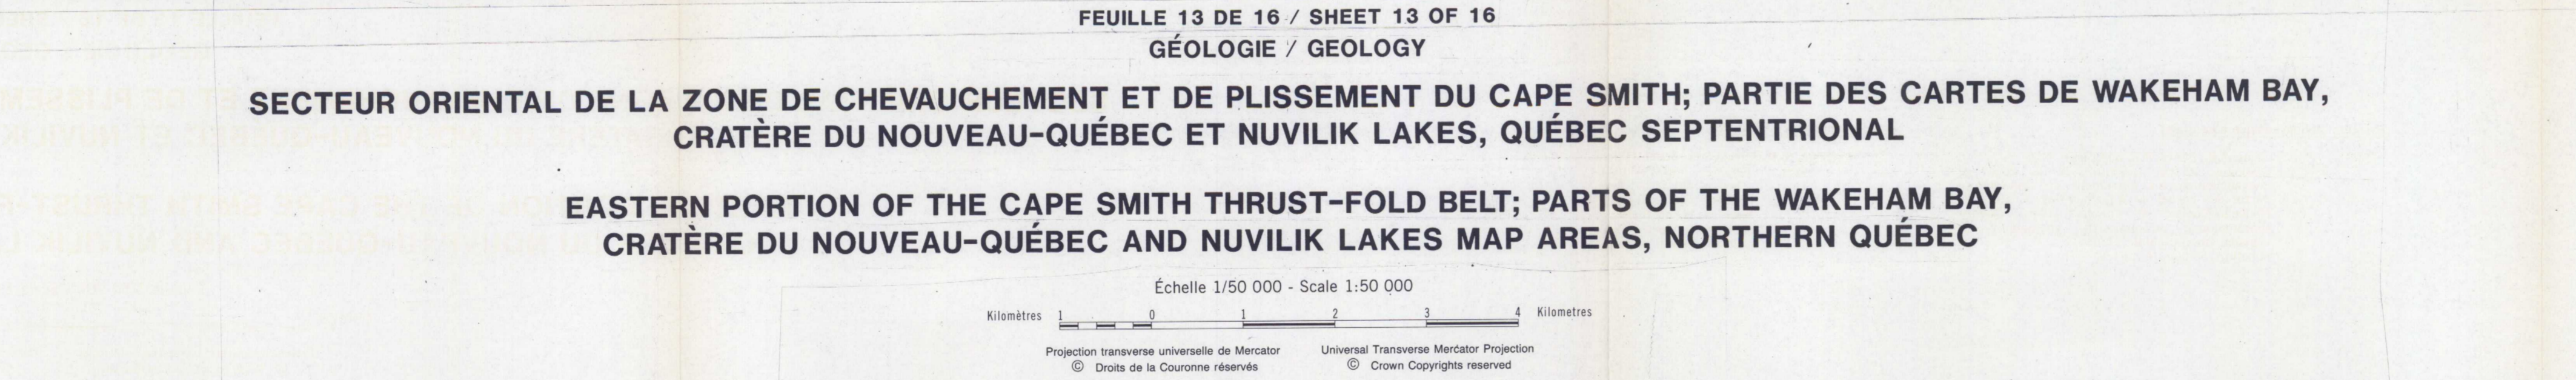 FEUILLE 13 DE 16 / SHEET 13 OF 16
GÉOLOGIE / GEOLOGY
SECTEUR ORIENTAL DE LA ZONE DE CHEVAUCHEMENT ET DE PLISSEMENT DU CAPE SMITH; PARTIE DES CARTES DE WAKEHAM BAY,
CRATÈRE DU NOUVEAU-QUÉBEC ET NUVILIK LAKES, QUÉBEC SEPTENTRIONAL
EASTERN PORTION OF THE CAPE SMITH THRUST-FOLD BELT; PARTS OF THE WAKEHAM BAY,
CRATÈRE DU NOUVEAU-QUÉBEC AND NUVILIK LAKES MAP AREAS, NORTHERN QUÉBEC
Échelle 1/50 000 - Scale 1:50 000
Kilomètres 1 0 1 2 3 4 Kilometres
Projection transverse universelle de Mercator Universal Transverse Mercator Projection
© Droits de la Couronne réservés © Crown Copyrights reserved